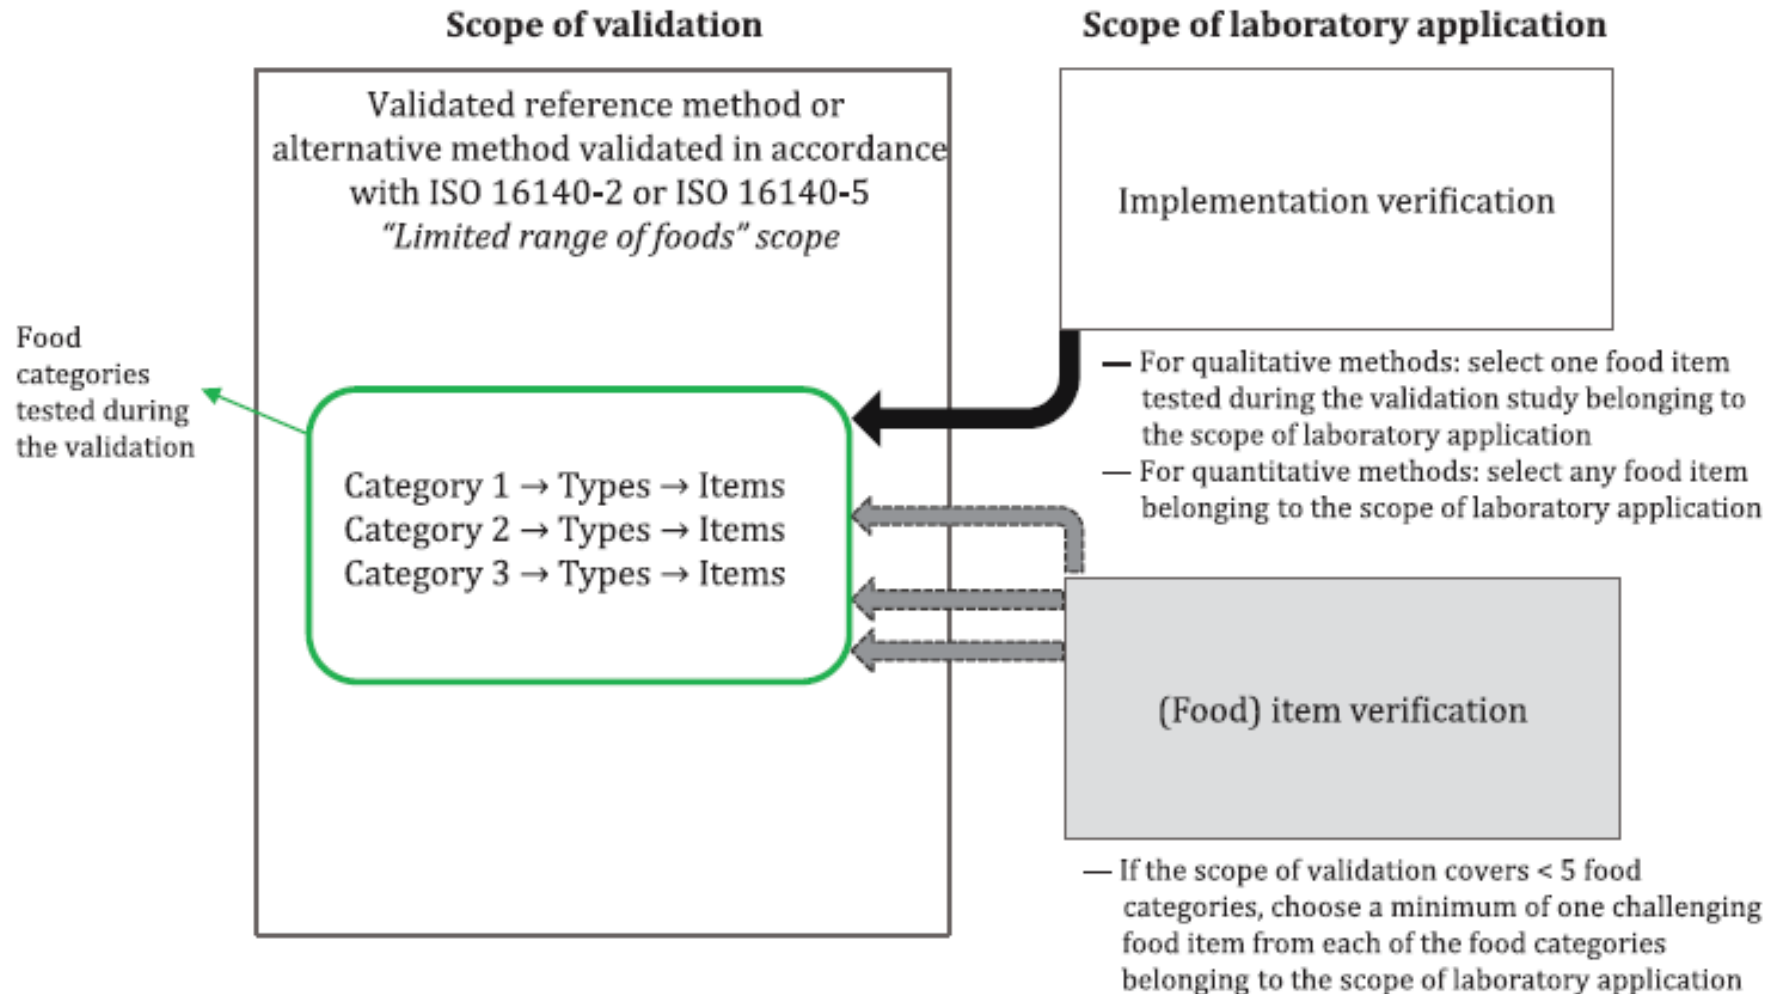 Scope of validation
Scope of laboratory application
Validated reference method or
alternative method validated in accordance
with ISO 16140-2 or ISO 16140-5
“Limited range of foods” scope
Food
categories
tested during
the validation
Category 1 → Types → Items
Category 2 → Types → Items
Category 3 → Types → Items
Implementation verification
— For qualitative methods: select one food item
tested during the validation study belonging to
the scope of laboratory application
— For quantitative methods: select any food item
belonging to the scope of laboratory application
(Food) item verification
— If the scope of validation covers < 5 food
categories, choose a minimum of one challenging
food item from each of the food categories
belonging to the scope of laboratory application